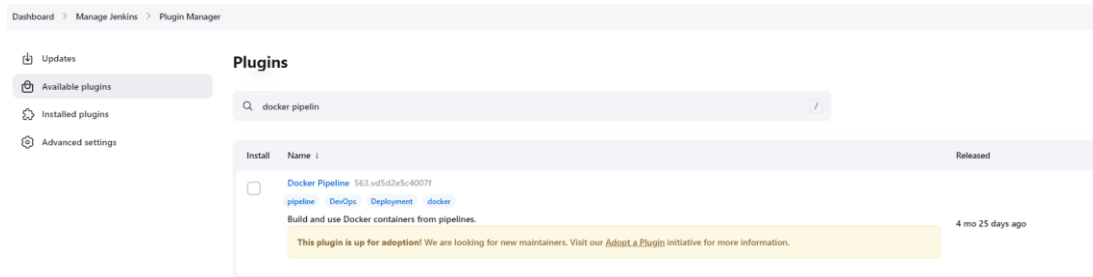 Dashboard > Manage Jenkins > Plugin Manager
Updates
Available plugins
Installed plugins
Advanced settings
Plugins
docker pipelin /
Install Name ↓ Released
Docker Pipeline 563.vd5d2e5c4007f
pipeline DevOps Deployment docker
Build and use Docker containers from pipelines.
This plugin is up for adoption! We are looking for new maintainers. Visit our Adopt a Plugin initiative for more information.
4 mo 25 days ago